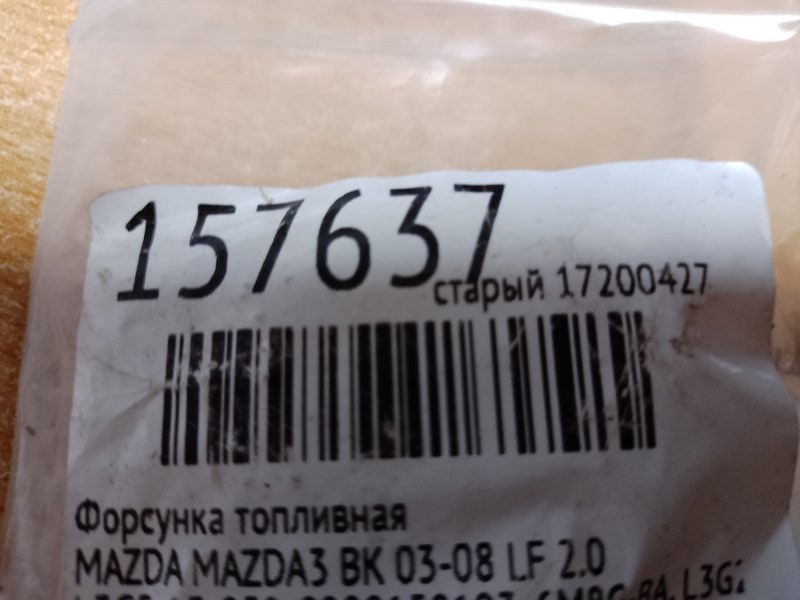 157637
старый 17200427
Форсунка топливная
MAZDA MAZDA3 BK 03-08 LF 2.0